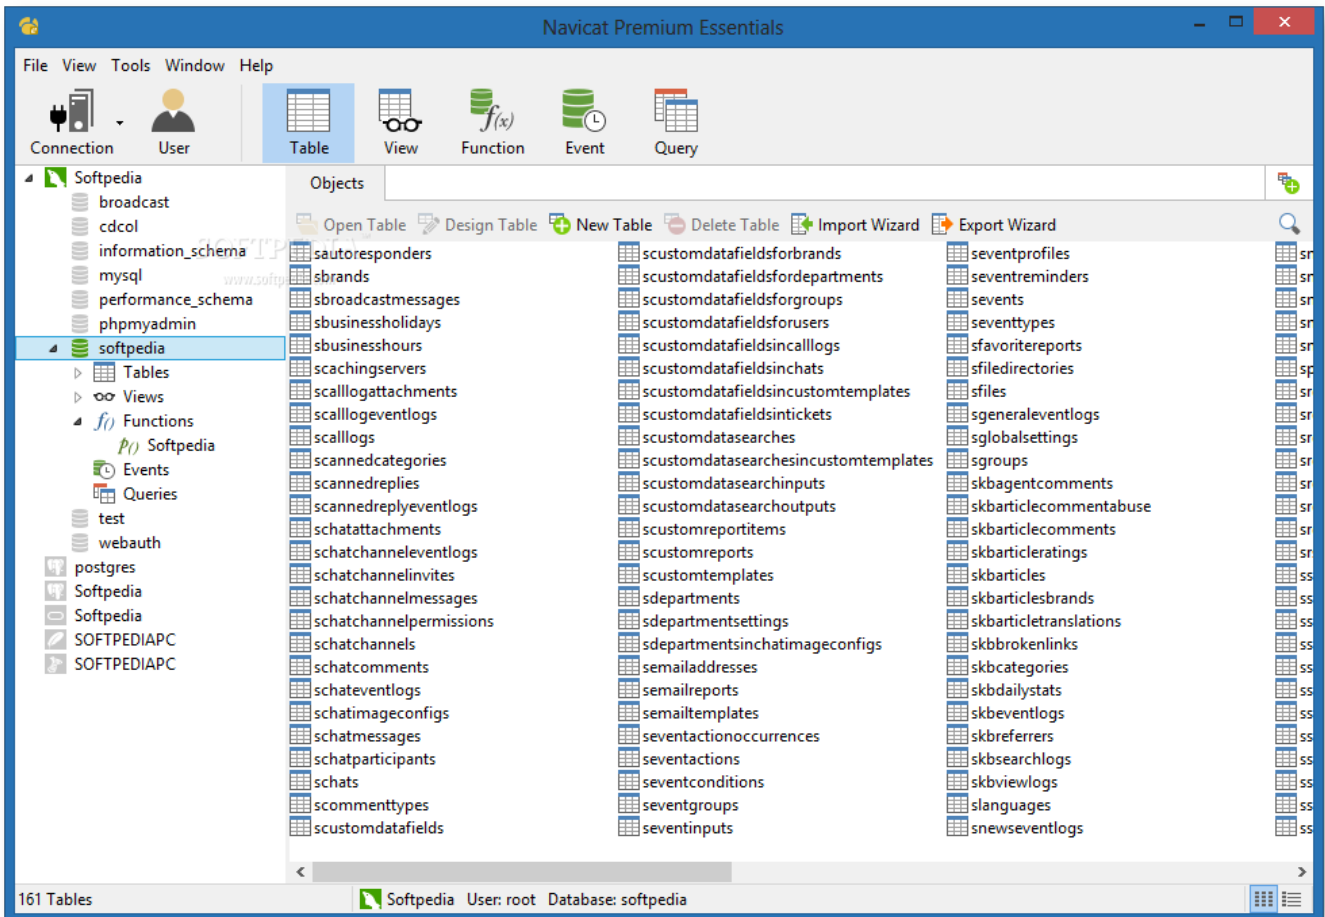 Navicat Premium Essentials
File View Tools Window Help
Connection User Table View Function Event Query
Softpedia
broadcast
cdcol
information_schema
mysql
performance_schema
phpmyadmin
softpedia
Tables
Views
Functions
Softpedia
Events
Queries
test
webauth
postgres
Softpedia
Softpedia
SOFTPEDIAPC
SOFTPEDIAPC
Objects
Open Table Design Table New Table Delete Table Import Wizard Export Wizard
SOFTPEDIA
sautoresponders
sbrands
sbroadcastmessages
sbusinessholidays
sbusinesshours
scachingservers
scalllogattachments
scalllogeventlogs
scalllogs
scannedcategories
scannedreplies
scannedreplyeventlogs
schatattachments
schatchanneleventlogs
schatchannelinvites
schatchannelmessages
schatchannelpermissions
schatchannels
schatcomments
schateventlogs
schatimageconfigs
schatmessages
schatparticipants
schats
scommenttypes
scustomdatafields
scustomdatafieldsforbrands
scustomdatafieldsfordepartments
scustomdatafieldsforgroups
scustomdatafieldsforusers
scustomdatafieldsincalllogs
scustomdatafieldsinchats
scustomdatafieldsincustomtemplates
scustomdatafieldsintickets
scustomdatasearches
scustomdatasearchesincustomtemplates
scustomdatasearchinputs
scustomdatasearchoutputs
scustomreportitems
scustomreports
scustomtemplates
sdepartments
sdepartmentsettings
sdepartmentsinchatimageconfigs
semailaddresses
semailreports
semailtemplates
seventactionoccurrences
seventactions
seventconditions
seventgroups
seventinputs
seventprofiles
seventreminders
sevents
seventtypes
sfavoritereports
sfiledirectories
sfiles
sgeneraleventlogs
sglobalsettings
sgroups
skbagentcomments
skbarticlecommentabuse
skbarticlecomments
skbarticleratings
skbarticles
skbarticlesbrands
skbarticletranslations
skbbrokenlinks
skbcategories
skbdailystats
skbeventlogs
skbreferrers
skbsearchlogs
skbviewlogs
slanguages
snewseventlogs
161 Tables
Softpedia User: root Database: softpedia